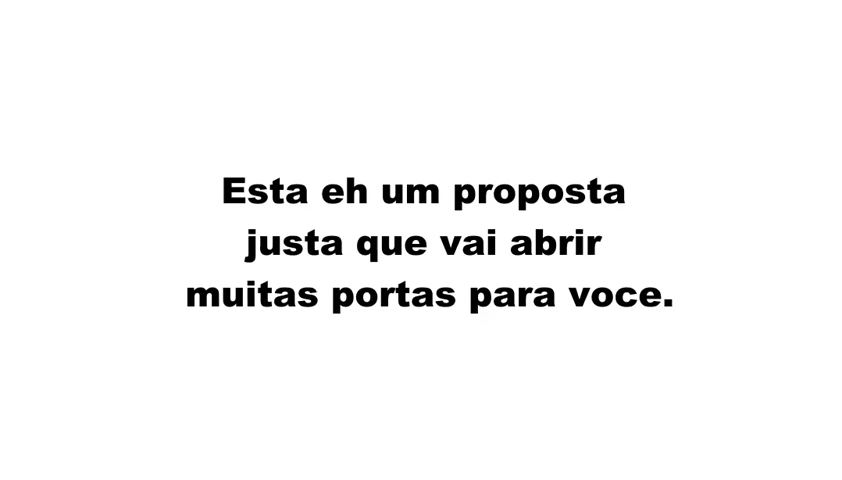 Esta eh um proposta
justa que vai abrir
muitas portas para voce.